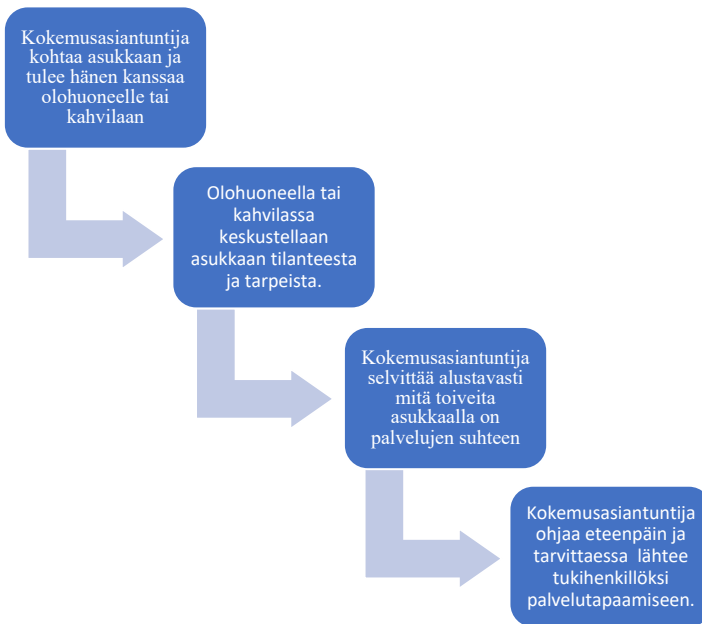 Kokemusasiantuntija
kohtaa asukkaan ja
tulee hänen kanssaa
olohuoneelle tai
kahvilaan
Olohuoneella tai
kahvilassa
keskustellaan
asukkaan tilanteesta
ja tarpeista.
Kokemusasiantuntija
selvittää alustavasti
mitä toiveita
asukkaalla on
palvelujen suhteen
Kokemusasiantuntija
ohjaa eteenpäin ja
tarvittaessa lähtee
tukihenkillöksi
palvelutapaamiseen.